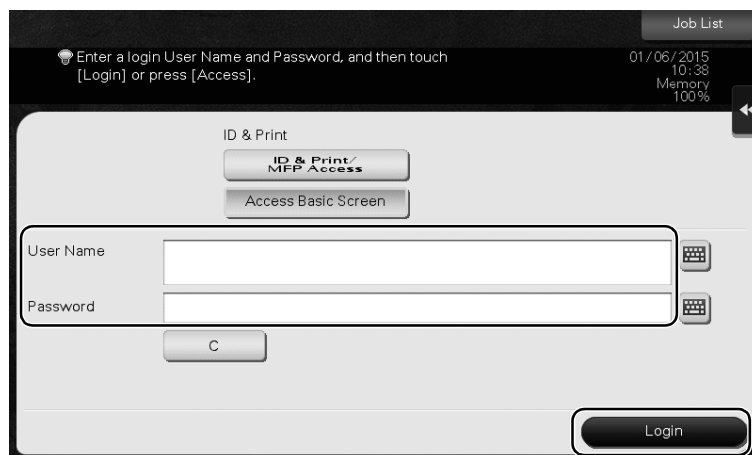 Job List
Enter a login User Name and Password, and then touch
[Login] or press [Access].
01/06/2015
10:38
Memory
100%
ID & Print
ID & Print/
MFP Access
Access Basic Screen
User Name
Password
C
Login